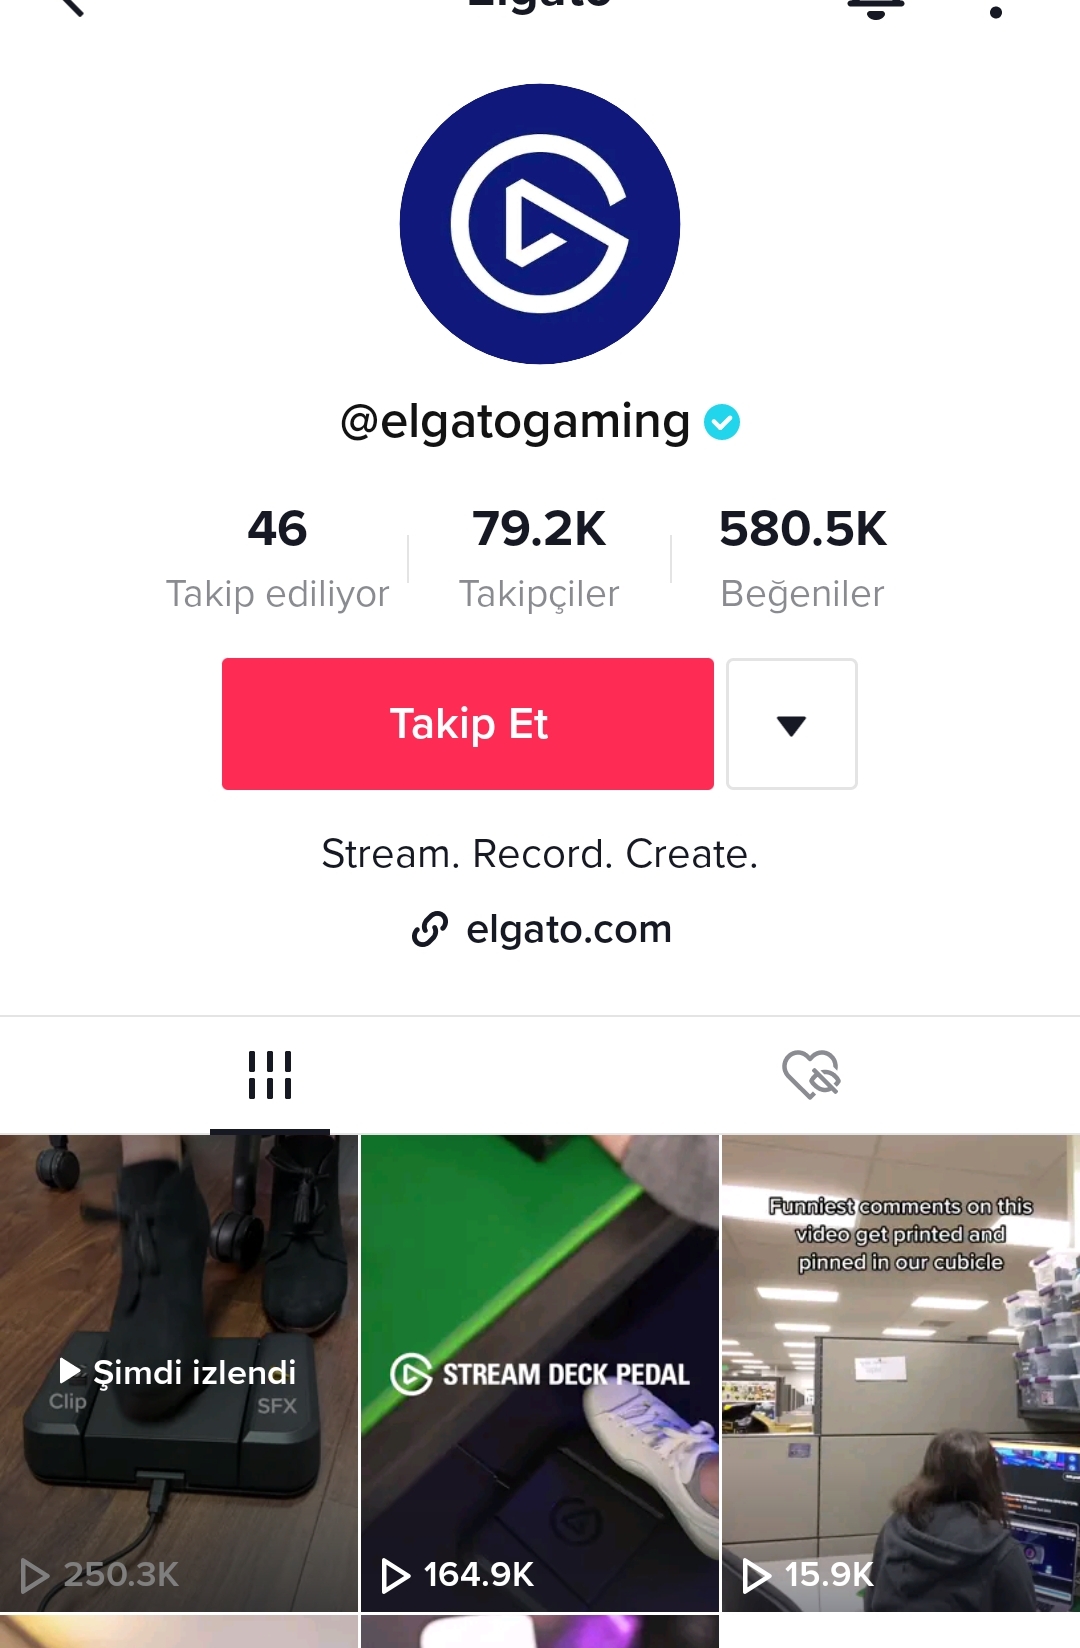 Elgato
@elgatogaming
46
79.2K
580.5K
Takip ediliyor
Takipçiler
Beğeniler
Takip Et
Stream. Record. Create.
elgato.com
Şimdi izlendi
Clip
SFX
250.3K
STREAM DECK PEDAL
164.9K
Funniest comments on this
video get printed and
pinned in our cubicle
15.9K